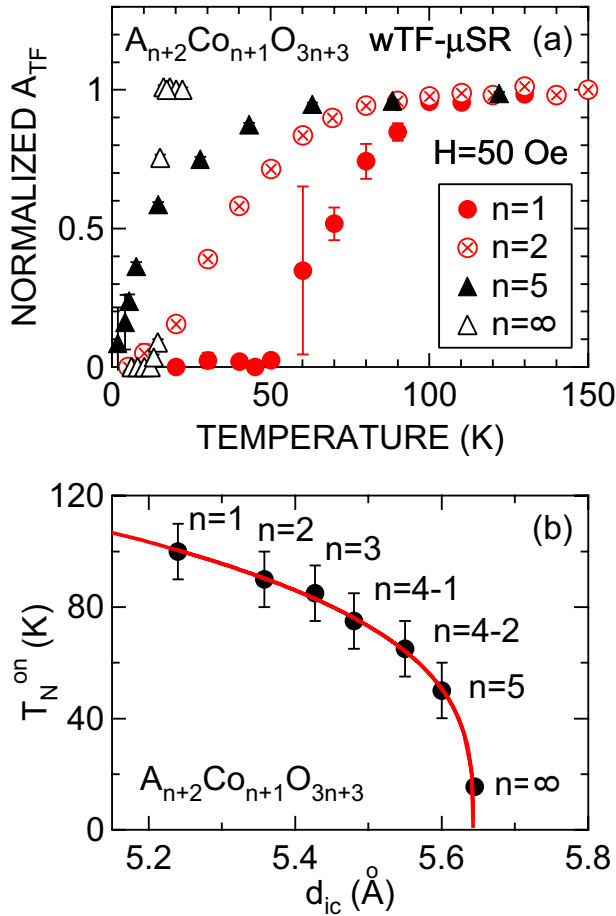 A_{n+2}Co_{n+1}O_{3n+3} wTF-μSR (a)
NORMALIZED A_{TF}
1
0.5
0
H=50 Oe
n=1
n=2
n=5
n=∞
0 50 100 150
TEMPERATURE (K)
(b)
T_N^{on} (K)
120
80
40
0
n=1
n=2
n=3
n=4-1
n=4-2
n=5
n=∞
A_{n+2}Co_{n+1}O_{3n+3}
5.2 5.4 5.6 5.8
d_{ic} (Å)